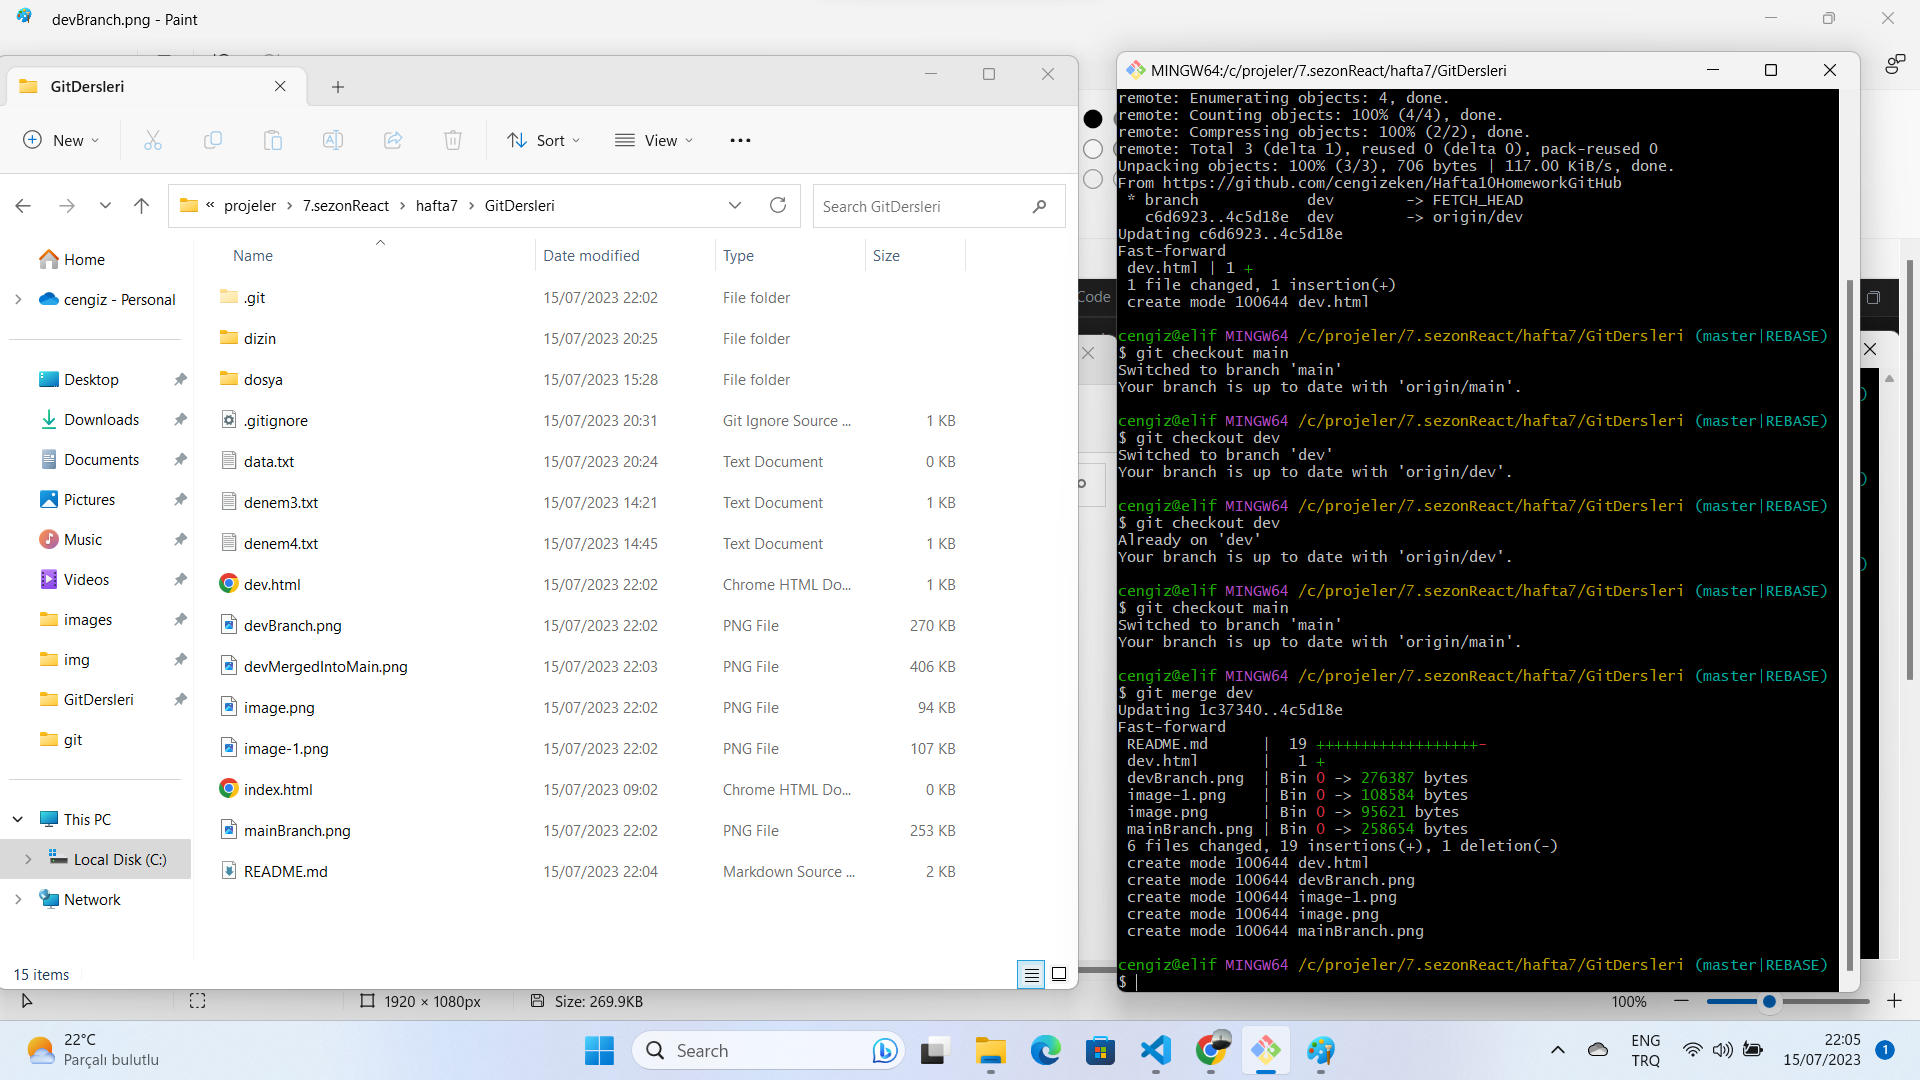 devBranch.png - Paint
GitDersleri
New
Sort
View
projeler
7.sezonReact
hafta7
GitDersleri
Search GitDersleri
Name
Date modified
Type
Size
Home
cengiz - Personal
Desktop
Downloads
Documents
Pictures
Music
Videos
images
img
GitDersleri
git
This PC
Local Disk (C:)
Network
.git 15/07/2023 22:02 File folder
dizin 15/07/2023 20:25 File folder
dosya 15/07/2023 15:28 File folder
.gitignore 15/07/2023 20:31 Git Ignore Source ... 1 KB
data.txt 15/07/2023 20:24 Text Document 0 KB
denem3.txt 15/07/2023 14:21 Text Document 1 KB
denem4.txt 15/07/2023 14:45 Text Document 1 KB
dev.html 15/07/2023 22:02 Chrome HTML Do... 1 KB
devBranch.png 15/07/2023 22:02 PNG File 270 KB
devMergedIntoMain.png 15/07/2023 22:03 PNG File 406 KB
image.png 15/07/2023 22:02 PNG File 94 KB
image-1.png 15/07/2023 22:02 PNG File 107 KB
index.html 15/07/2023 09:02 Chrome HTML Do... 0 KB
mainBranch.png 15/07/2023 22:02 PNG File 253 KB
README.md 15/07/2023 22:04 Markdown Source ... 2 KB
15 items
1920 × 1080px
Size: 269.9KB
Code
MINGW64:/c/projeler/7.sezonReact/hafta7/GitDersleri
remote: Enumerating objects: 4, done.
remote: Counting objects: 100% (4/4), done.
remote: Compressing objects: 100% (2/2), done.
remote: Total 3 (delta 1), reused 0 (delta 0), pack-reused 0
Unpacking objects: 100% (3/3), 706 bytes | 117.00 KiB/s, done.
From https://github.com/cengizeken/Hafta10HomeworkGitHub
 * branch            dev        -> FETCH_HEAD
   c6d6923..4c5d18e  dev        -> origin/dev
Updating c6d6923..4c5d18e
Fast-forward
 dev.html | 1 +
 1 file changed, 1 insertion(+)
 create mode 100644 dev.html
cengiz@elif MINGW64 /c/projeler/7.sezonReact/hafta7/GitDersleri (master|REBASE)
$ git checkout main
Switched to branch 'main'
Your branch is up to date with 'origin/main'.
cengiz@elif MINGW64 /c/projeler/7.sezonReact/hafta7/GitDersleri (master|REBASE)
$ git checkout dev
Switched to branch 'dev'
Your branch is up to date with 'origin/dev'.
cengiz@elif MINGW64 /c/projeler/7.sezonReact/hafta7/GitDersleri (master|REBASE)
$ git checkout dev
Already on 'dev'
Your branch is up to date with 'origin/dev'.
cengiz@elif MINGW64 /c/projeler/7.sezonReact/hafta7/GitDersleri (master|REBASE)
$ git checkout main
Switched to branch 'main'
Your branch is up to date with 'origin/main'.
cengiz@elif MINGW64 /c/projeler/7.sezonReact/hafta7/GitDersleri (master|REBASE)
$ git merge dev
Updating 1c37340..4c5d18e
Fast-forward
 README.md      |  19 ++++++++++++++++++-
 dev.html       |   1 +
 devBranch.png  | Bin 0 -> 276387 bytes
 image-1.png    | Bin 0 -> 108584 bytes
 image.png      | Bin 0 -> 95621 bytes
 mainBranch.png | Bin 0 -> 258654 bytes
 6 files changed, 19 insertions(+), 1 deletion(-)
 create mode 100644 dev.html
 create mode 100644 devBranch.png
 create mode 100644 image-1.png
 create mode 100644 image.png
 create mode 100644 mainBranch.png
cengiz@elif MINGW64 /c/projeler/7.sezonReact/hafta7/GitDersleri (master|REBASE)
$
100%
22°C
Parçalı bulutlu
Search
ENG
TRQ
22:05
15/07/2023
1